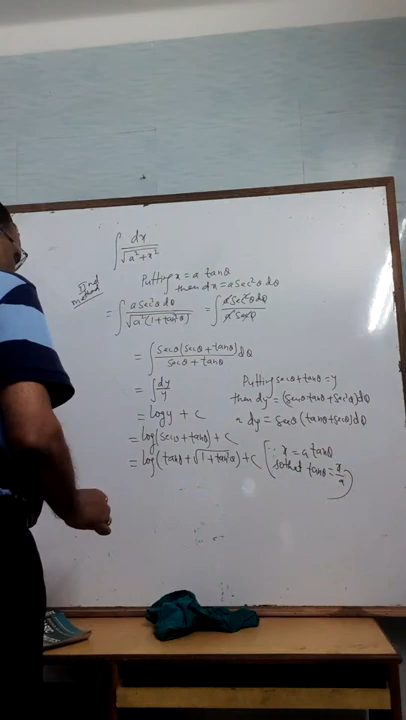 ∫ dx/√(a²+x²)
IInd method
Putting x = a tanθ
then dx = a sec²θ dθ
= ∫ a sec²θ dθ/√(a²(1+tan²θ)) = ∫ a sec²θ dθ/(a secθ)
= ∫ secθ(secθ + tanθ)/(secθ + tanθ) dθ
= ∫ dy/y
Putting secθ + tanθ = y
then dy = (secθ tanθ + sec²θ)dθ
= log y + c
dy = secθ (tanθ + secθ)dθ
= log(secθ + tanθ) + c
= log(tanθ + √(1+tan²θ)) + c
(∵ x = a tanθ
so that tanθ = x/a)